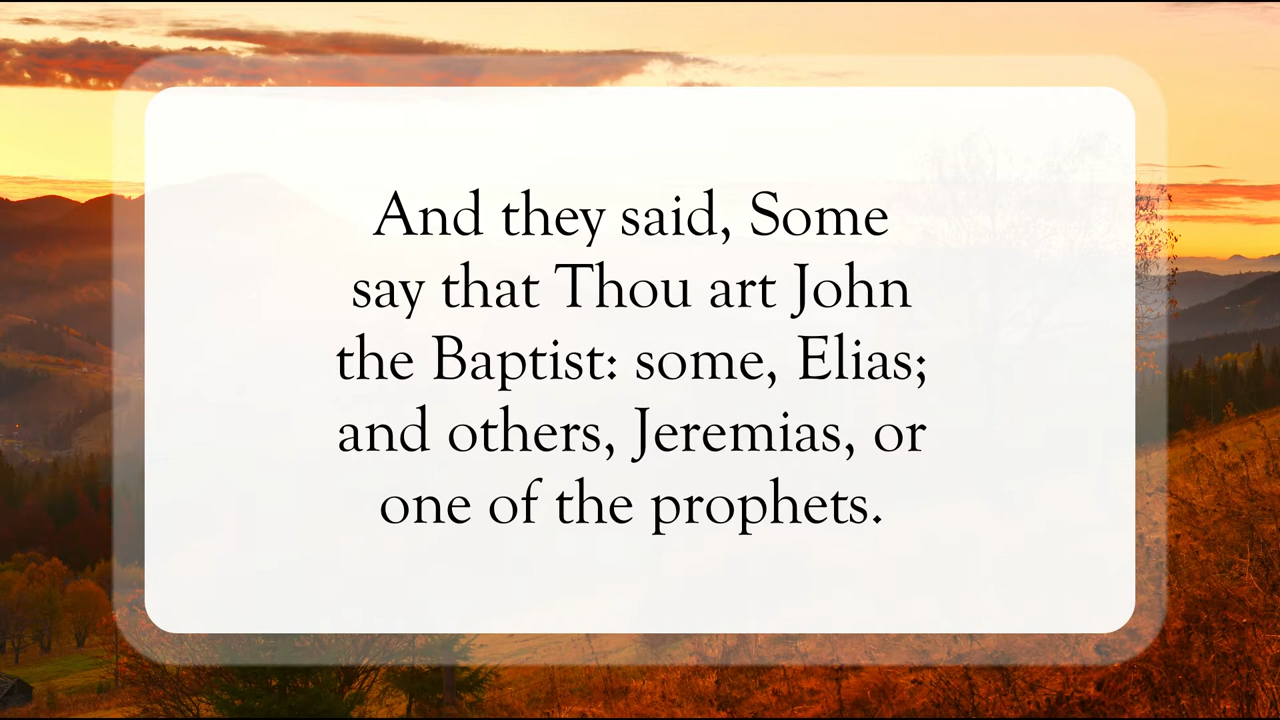 And they said, Some
say that Thou art John
the Baptist: some, Elias;
and others, Jeremias, or
one of the prophets.